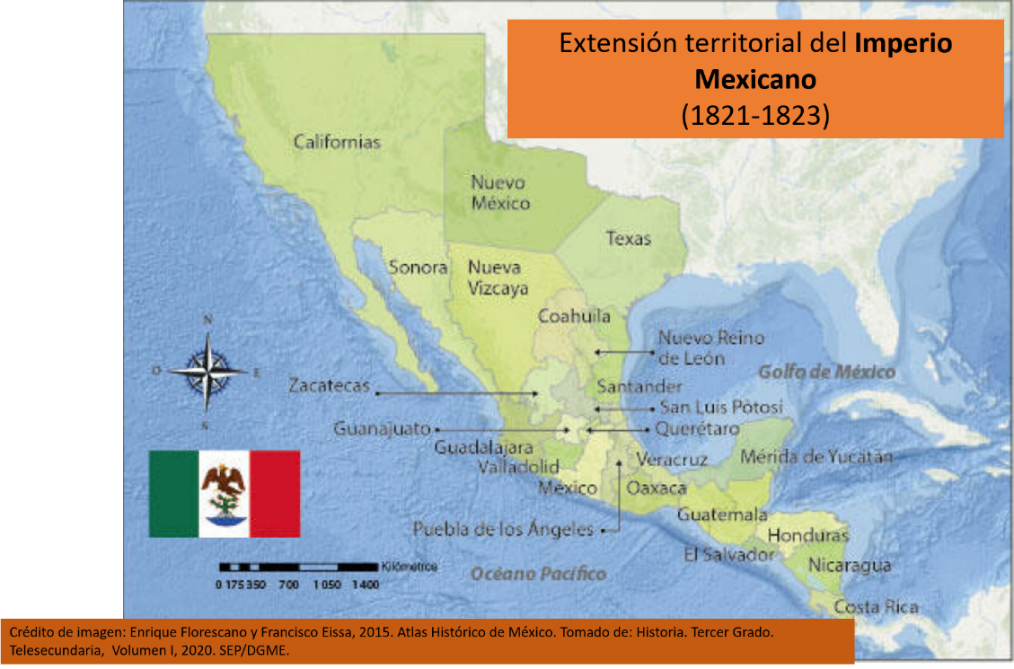 Extensión territorial del Imperio
Mexicano
(1821-1823)
Californias
Nuevo
México
Texas
Sonora
Nueva
Vizcaya
Coahuila
Nuevo Reino
de León
Golfo de México
N
O
E
S
Zacatecas
Santander
San Luis Pòtosí
Guanajuato
Querétaro
Guadalajara
Valladolid
Veracruz
Mérida de Yucatán
México
Oaxaca
Guatemala
Puebla de los Ángeles
Honduras
El Salvador
Nicaragua
Kilómetros
0 175 350 700 1 050 1 400
Océano Pacífico
Costa Rica
Crédito de imagen: Enrique Florescano y Francisco Eissa, 2015. Atlas Histórico de México. Tomado de: Historia. Tercer Grado.
Telesecundaria, Volumen I, 2020. SEP/DGME.